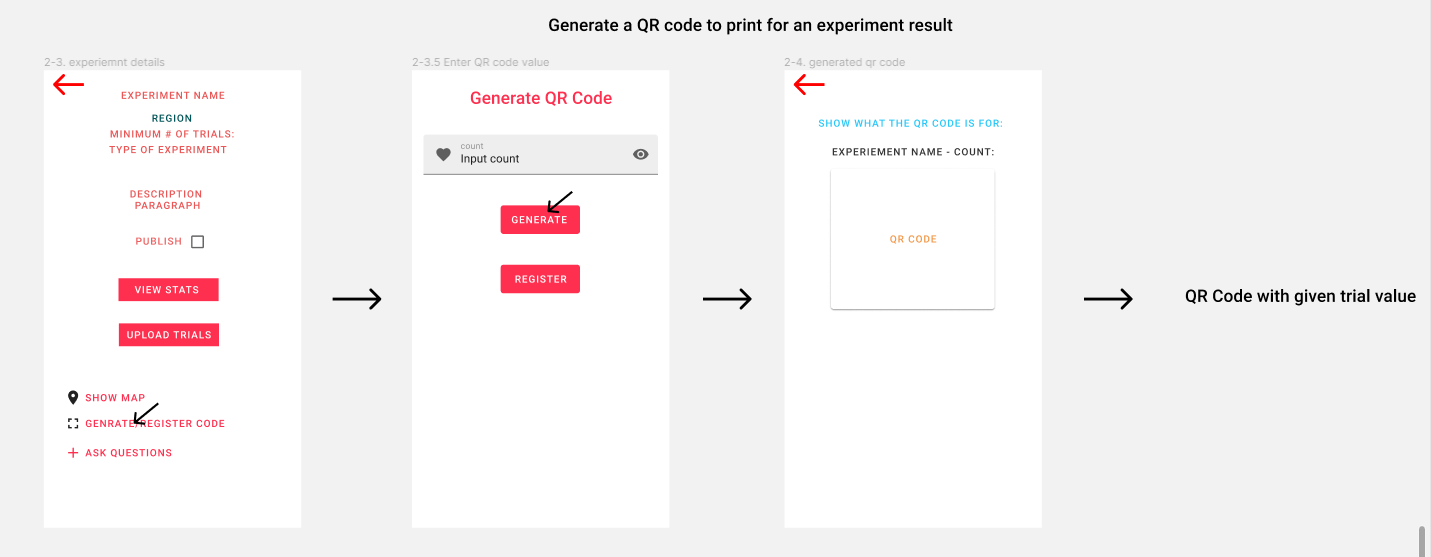 Generate a QR code to print for an experiment result
2-3. experiemnt details
EXPERIMENT NAME
REGION
MINIMUM # OF TRIALS:
TYPE OF EXPERIMENT
DESCRIPTION
PARAGRAPH
PUBLISH
VIEW STATS
UPLOAD TRIALS
SHOW MAP
GENRATE/REGISTER CODE
ASK QUESTIONS
2-3.5 Enter QR code value
Generate QR Code
count
Input count
GENERATE
REGISTER
2-4. generated qr code
SHOW WHAT THE QR CODE IS FOR:
EXPERIEMENT NAME - COUNT:
QR CODE
QR Code with given trial value